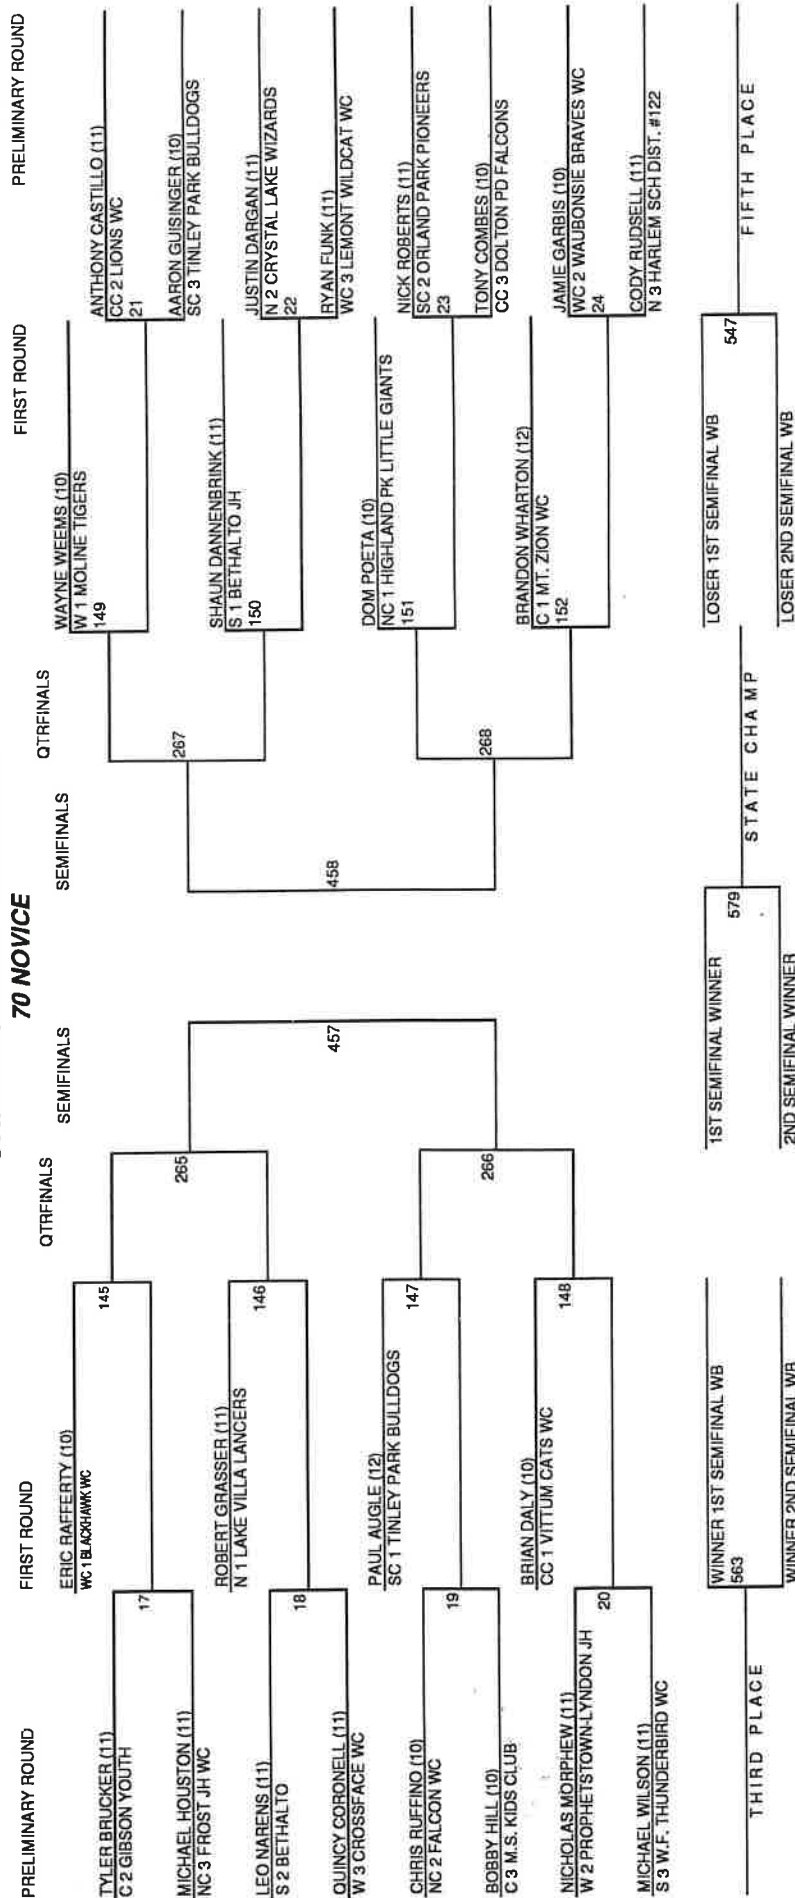 70 NOVICE
PRELIMINARY ROUND
FIRST ROUND
QTRFINALS
SEMIFINALS
SEMIFINALS
QTRFINALS
FIRST ROUND
PRELIMINARY ROUND
TYLER BRUCKER (11)
C 2 GIBSON YOUTH
17
MICHAEL HOUSTON (11)
NC 3 FROST JH WC
LEO NARENS (11)
S 2 BETHALTO
18
QUINCY CORONELL (11)
W 3 CROSSFACE WC
CHRIS RUFFINO (10)
NC 2 FALCON WC
19
BOBBY HILL (10)
C 3 M.S. KIDS CLUB
NICHOLAS MORPHEW (11)
W 2 PROPHETSTOWN-LYNDON JH
20
MICHAEL WILSON (11)
S 3 W.F. THUNDERBIRD WC
ERIC RAFFERTY (10)
WC 1 BLACKHAWK WC
145
ROBERT GRASSER (11)
N 1 LAKE VILLA LANCERS
146
PAUL AUGLE (12)
SC 1 TINLEY PARK BULLDOGS
147
BRIAN DALY (10)
CC 1 VITTUM CATS WC
148
265
266
457
458
267
268
WAYNE WEEMS (10)
W 1 MOLINE TIGERS
149
SHAUN DANNENBRINK (11)
S 1 BETHALTO JH
150
DOM POETA (10)
NC 1 HIGHLAND PK LITTLE GIANTS
151
BRANDON WHARTON (12)
C 1 MT. ZION WC
152
ANTHONY CASTILLO (11)
CC 2 LIONS WC
21
AARON GUISINGER (10)
SC 3 TINLEY PARK BULLDOGS
JUSTIN DARGAN (11)
N 2 CRYSTAL LAKE WIZARDS
22
RYAN FUNK (11)
WC 3 LEMONT WILDCAT WC
NICK ROBERTS (11)
SC 2 ORLAND PARK PIONEERS
23
TONY COMBES (10)
CC 3 DOLTON PD FALCONS
JAMIE GARBIS (10)
WC 2 WAUBONSIE BRAVES WC
24
CODY RUDSELL (11)
N 3 HARLEM SCH DIST. #122
WINNER 1ST SEMIFINAL WB
563
THIRD PLACE
WINNER 2ND SEMIFINAL WB
1ST SEMIFINAL WINNER
579
STATE CHAMP
2ND SEMIFINAL WINNER
LOSER 1ST SEMIFINAL WB
547
FIFTH PLACE
LOSER 2ND SEMIFINAL WB